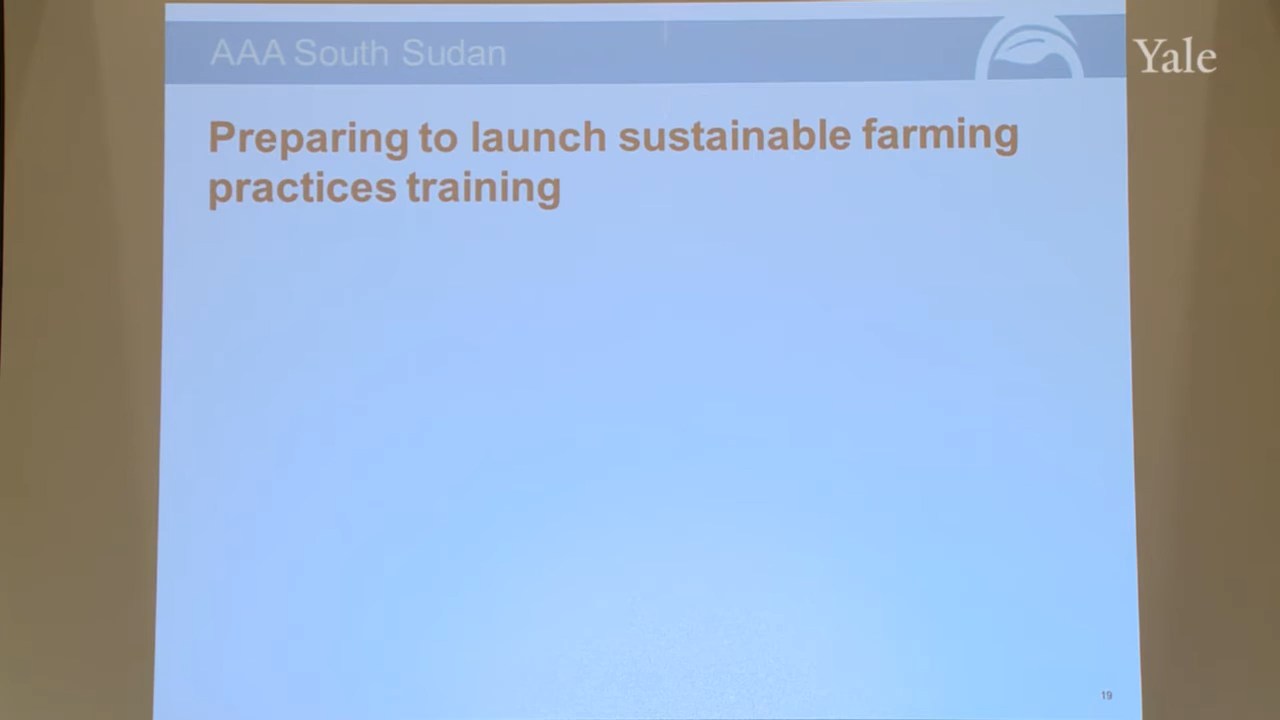 AAA South Sudan
Yale
Preparing to launch sustainable farming
practices training
19